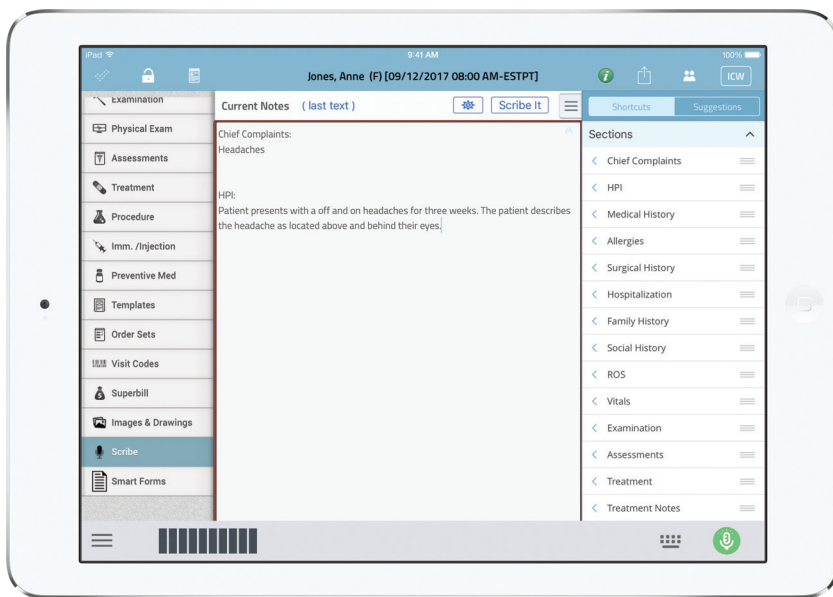 iPad
9:41 AM
100%
Jones, Anne (F) [09/12/2017 08:00 AM-ESTPT]
i
ICW
Examination
Physical Exam
Assessments
Treatment
Procedure
Imm. /Injection
Preventive Med
Templates
Order Sets
Visit Codes
Superbill
Images & Drawings
Scribe
Smart Forms
Current Notes ( last text )
Scribe It
Chief Complaints:
Headaches
HPI:
Patient presents with a off and on headaches for three weeks. The patient describes
the headache as located above and behind their eyes.
Shortcuts
Suggestions
Sections
Chief Complaints
HPI
Medical History
Allergies
Surgical History
Hospitalization
Family History
Social History
ROS
Vitals
Examination
Assessments
Treatment
Treatment Notes